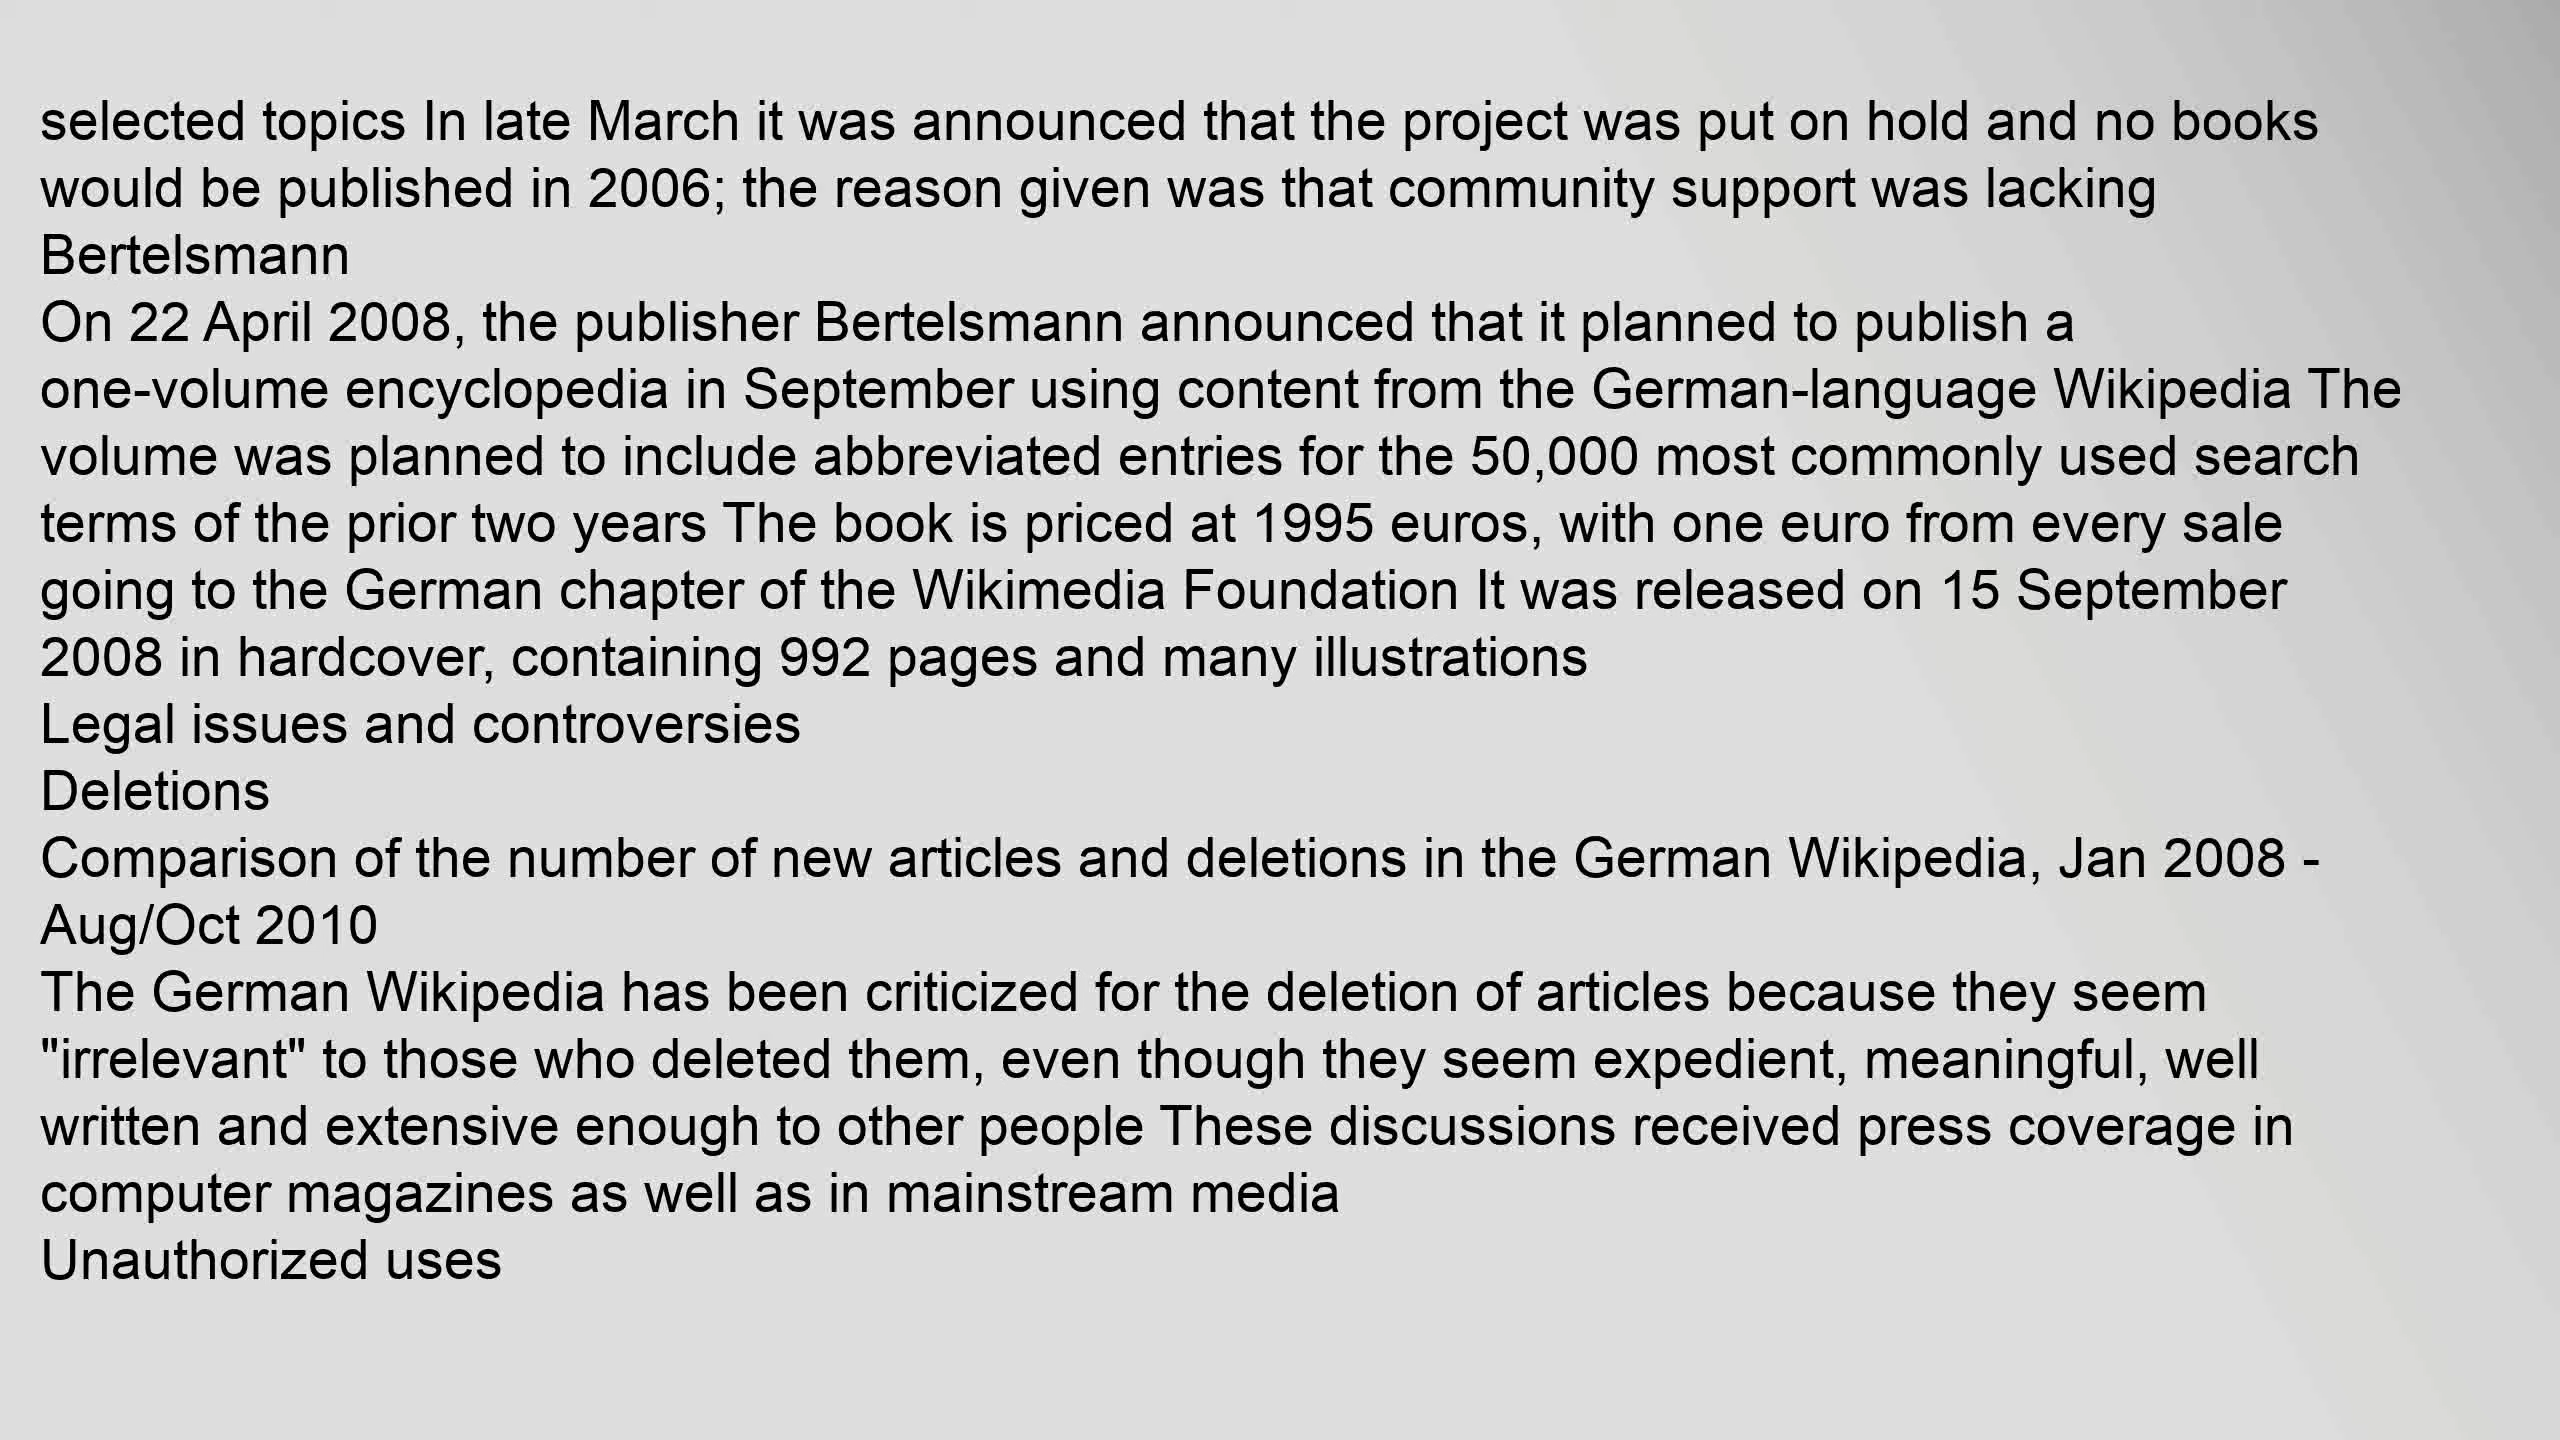 selected topics In late March it was announced that the project was put on hold and no books
would be published in 2006; the reason given was that community support was lacking
Bertelsmann
On 22 April 2008, the publisher Bertelsmann announced that it planned to publish a
one-volume encyclopedia in September using content from the German-language Wikipedia The
volume was planned to include abbreviated entries for the 50,000 most commonly used search
terms of the prior two years The book is priced at 1995 euros, with one euro from every sale
going to the German chapter of the Wikimedia Foundation It was released on 15 September
2008 in hardcover, containing 992 pages and many illustrations
Legal issues and controversies
Deletions
Comparison of the number of new articles and deletions in the German Wikipedia, Jan 2008 -
Aug/Oct 2010
The German Wikipedia has been criticized for the deletion of articles because they seem
"irrelevant" to those who deleted them, even though they seem expedient, meaningful, well
written and extensive enough to other people These discussions received press coverage in
computer magazines as well as in mainstream media
Unauthorized uses